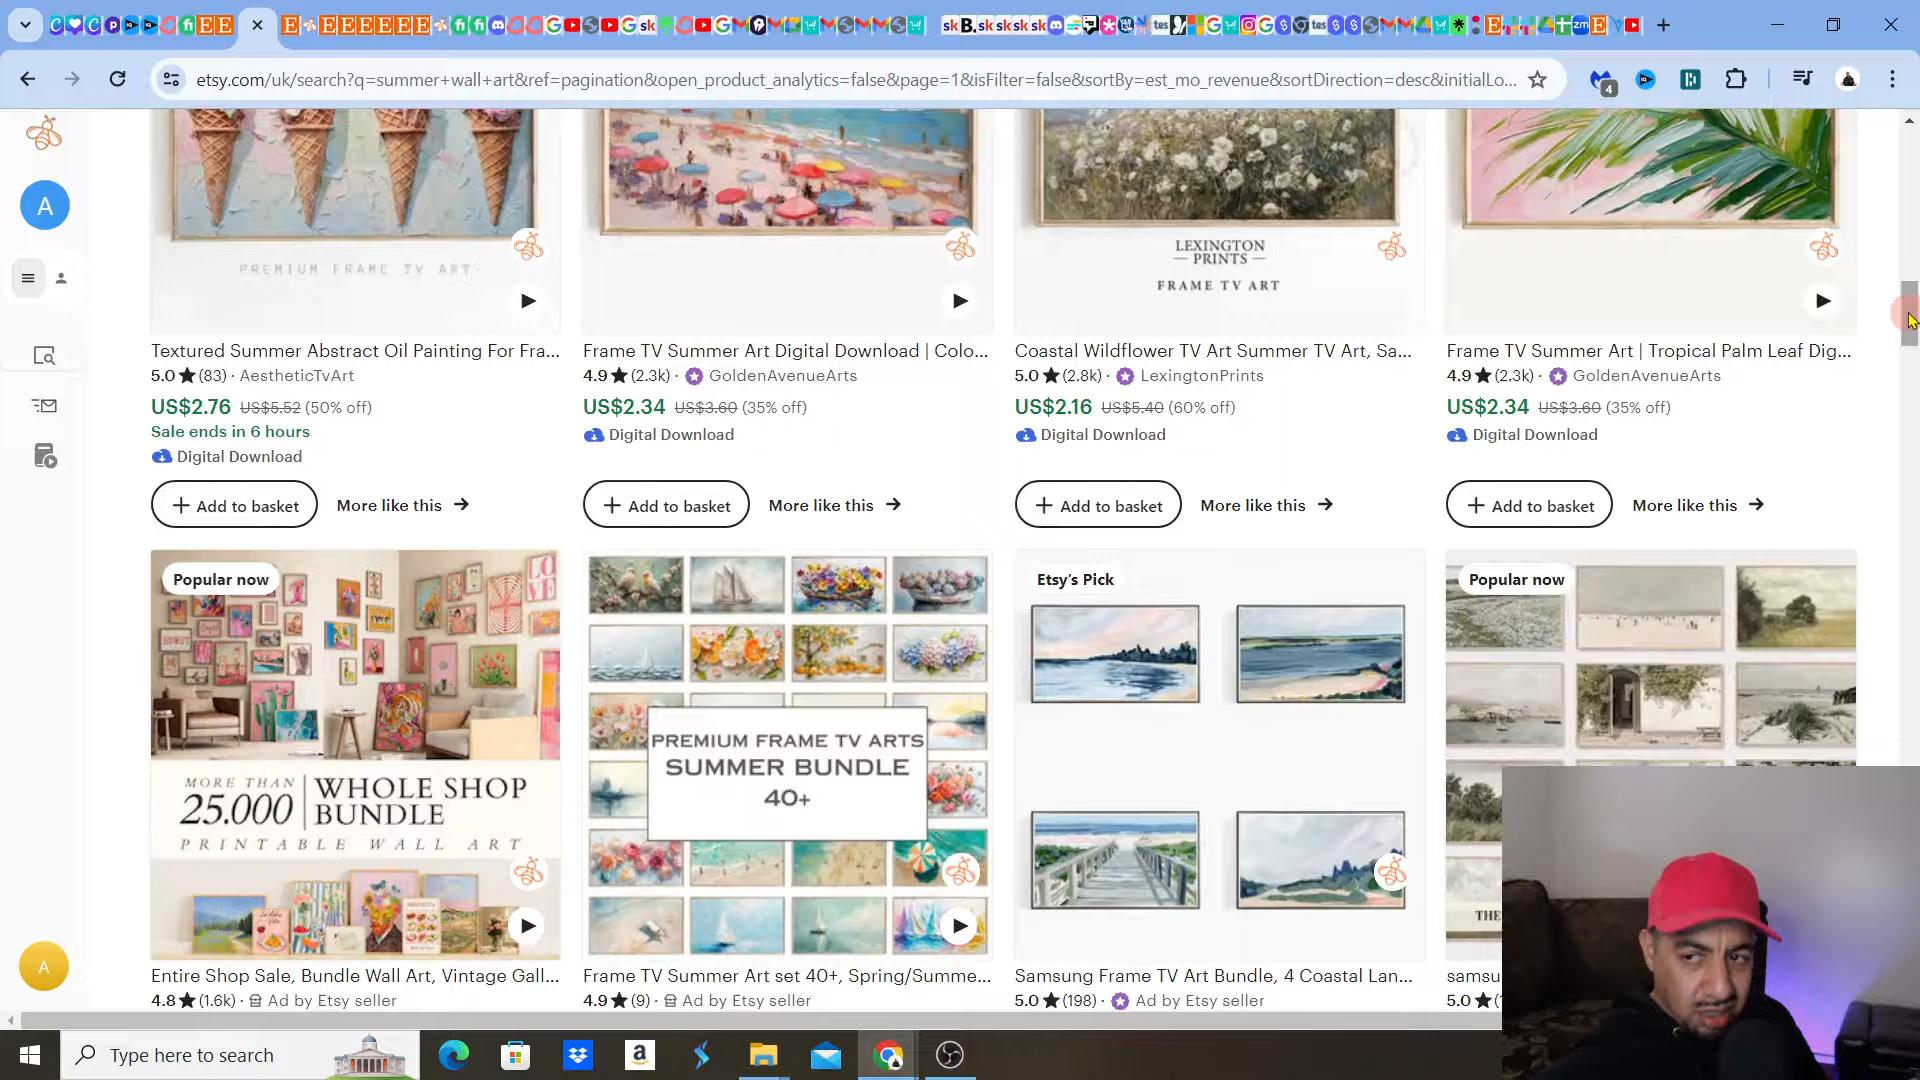 etsy.com/uk/search?q=summer+wall+art&ref=pagination&open_product_analytics=false&page=1&isFilter=false&sortBy=est_mo_revenue&sortDirection=desc&initialLo...
4
A
PREMIUM FRAME TV ART
LEXINGTON
PRINTS
FRAME TV ART
Textured Summer Abstract Oil Painting For Fra...
5.0 ★ (83) · AestheticTvArt
US$2.76 US$5.52 (50% off)
Sale ends in 6 hours
Digital Download
Frame TV Summer Art Digital Download | Colo...
4.9 ★ (2.3k) · GoldenAvenueArts
US$2.34 US$3.60 (35% off)
Digital Download
Coastal Wildflower TV Art Summer TV Art, Sa...
5.0 ★ (2.8k) · LexingtonPrints
US$2.16 US$5.40 (60% off)
Digital Download
Frame TV Summer Art | Tropical Palm Leaf Dig...
4.9 ★ (2.3k) · GoldenAvenueArts
US$2.34 US$3.60 (35% off)
Digital Download
+ Add to basket More like this →
+ Add to basket More like this →
+ Add to basket More like this →
+ Add to basket More like this →
Popular now
MORE THAN
25.000
WHOLE SHOP
BUNDLE
PRINTABLE WALL ART
PREMIUM FRAME TV ARTS
SUMMER BUNDLE
40+
Etsy's Pick
Popular now
THE
Entire Shop Sale, Bundle Wall Art, Vintage Gall...
4.8 ★ (1.6k) · Ad by Etsy seller
Frame TV Summer Art set 40+, Spring/Summe...
4.9 ★ (9) · Ad by Etsy seller
Samsung Frame TV Art Bundle, 4 Coastal Lan...
5.0 ★ (198) · Ad by Etsy seller
samsu
5.0 ★
A
Type here to search